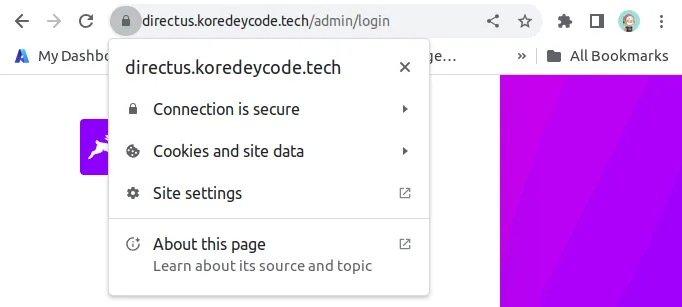 directus.koredeycode.tech/admin/login
My Dashbo
ge…
»
All Bookmarks
directus.koredeycode.tech
Connection is secure
Cookies and site data
Site settings
About this page
Learn about its source and topic